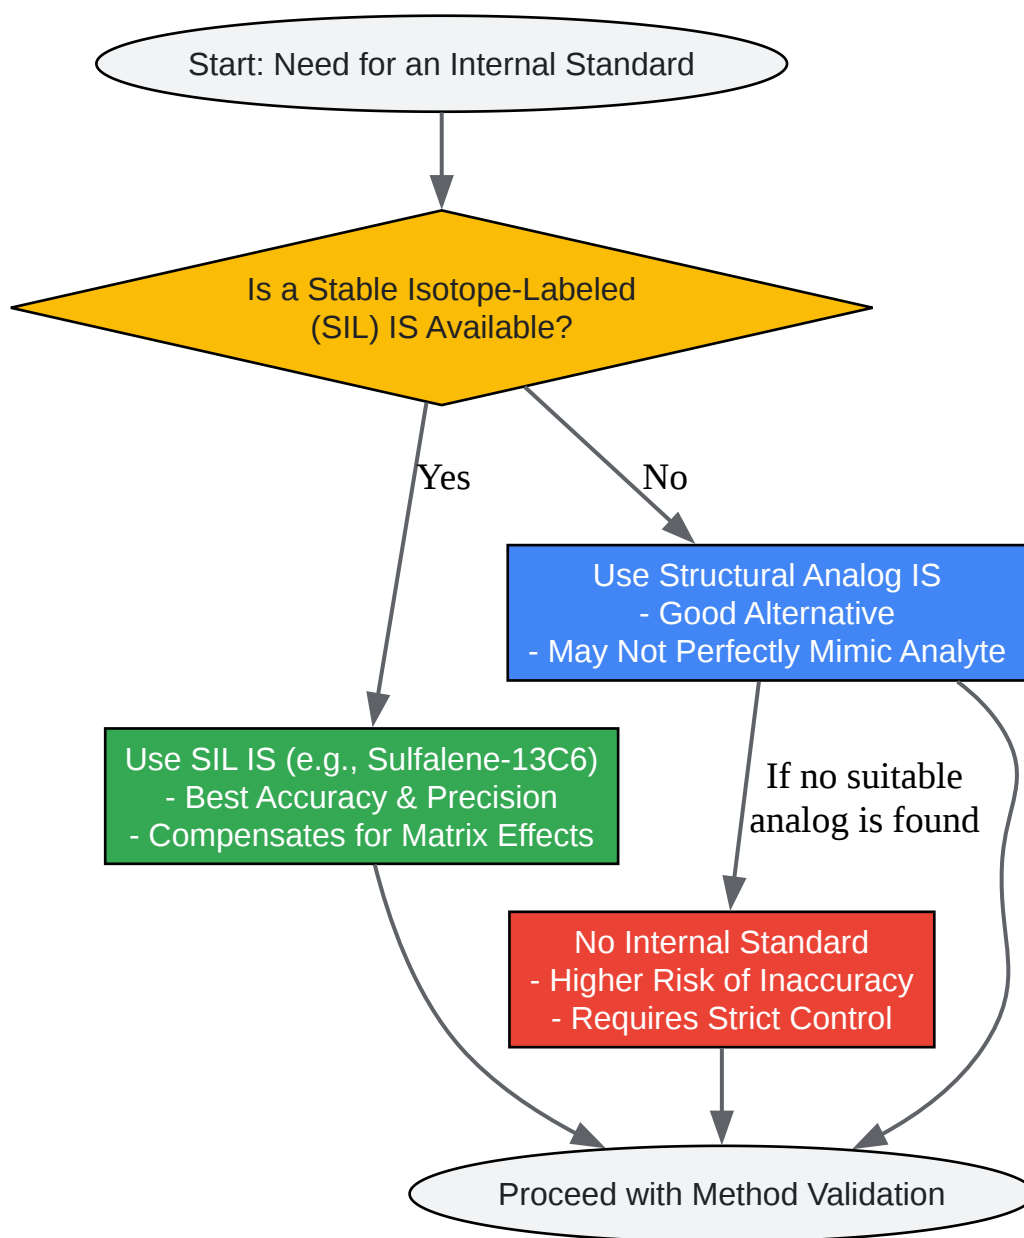 Start: Need for an Internal Standard
Is a Stable Isotope-Labeled
(SIL) IS Available?
Yes
No
Use Structural Analog IS
- Good Alternative
- May Not Perfectly Mimic Analyte
Use SIL IS (e.g., Sulfalene-13C6)
- Best Accuracy & Precision
- Compensates for Matrix Effects
If no suitable
analog is found
No Internal Standard
- Higher Risk of Inaccuracy
- Requires Strict Control
Proceed with Method Validation